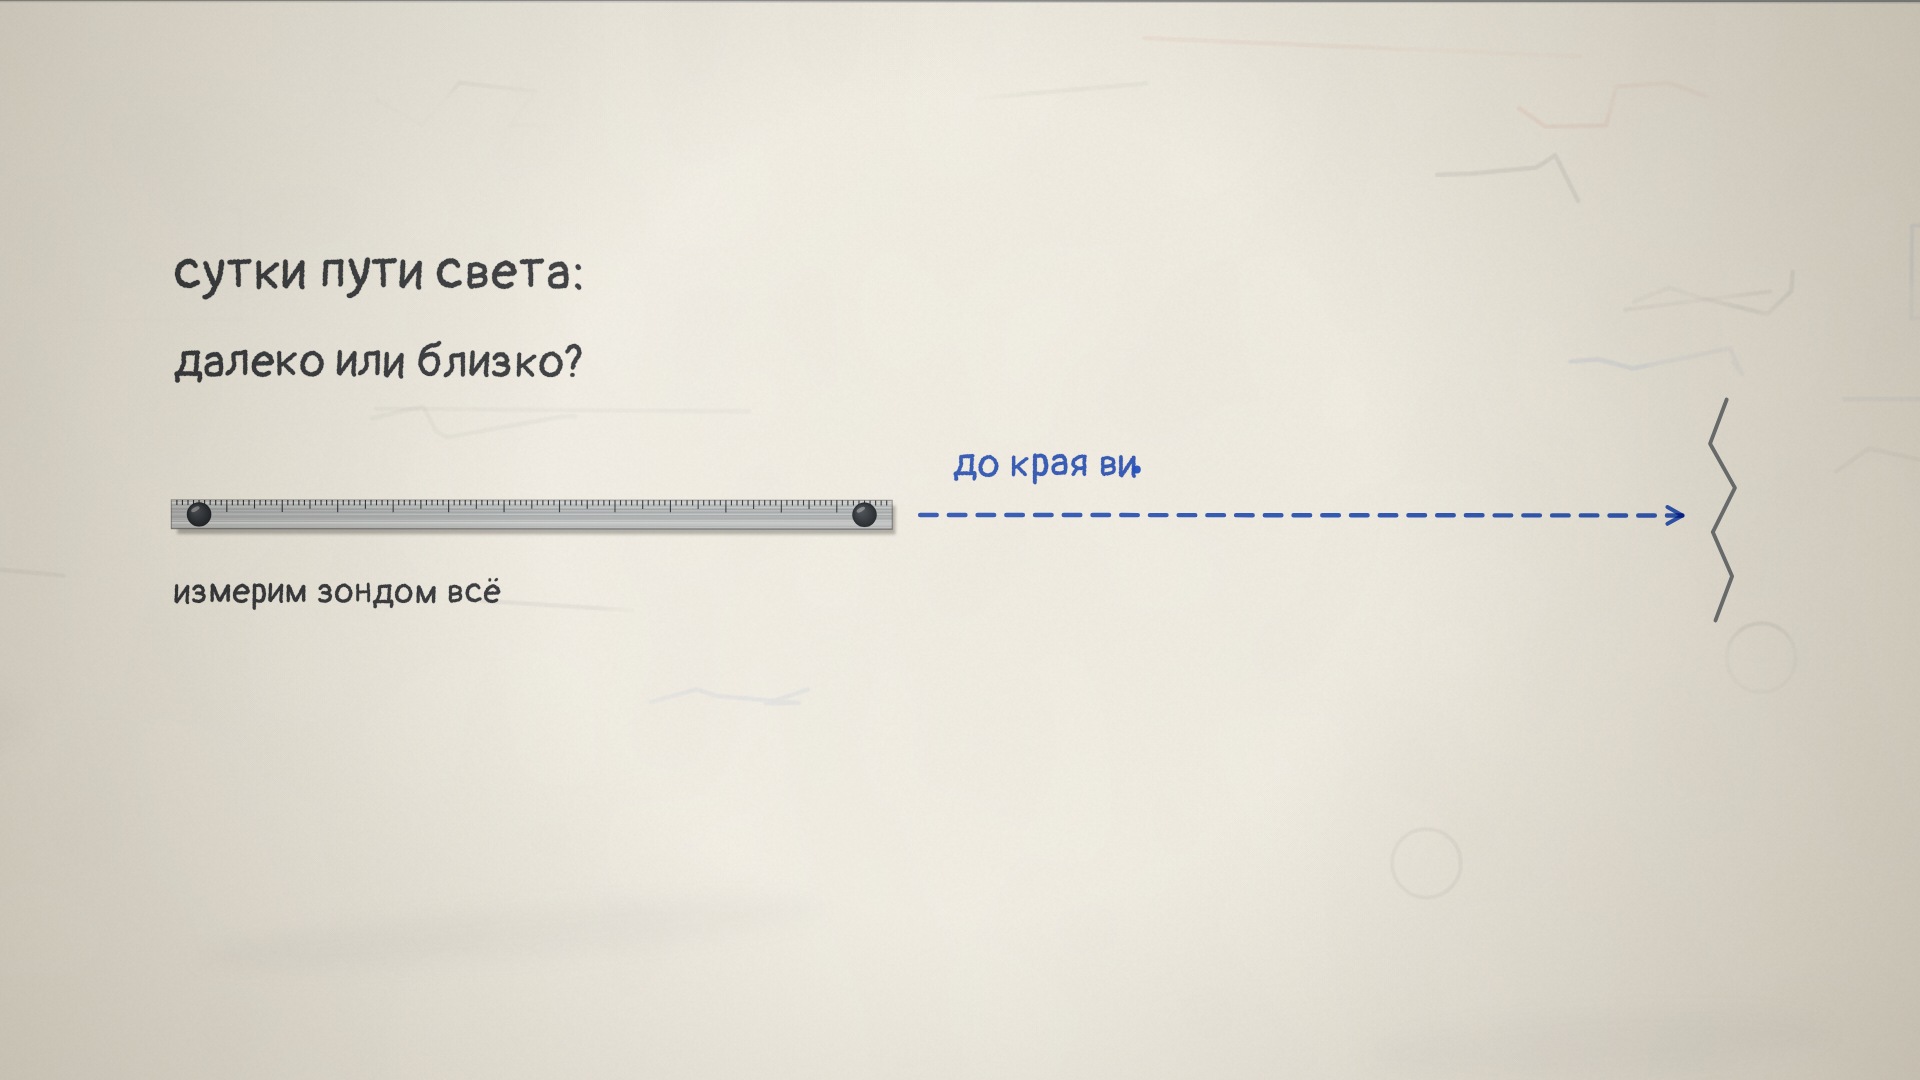 сутки пути света:
далеко или близко?
до края ви
измерим зондом всё